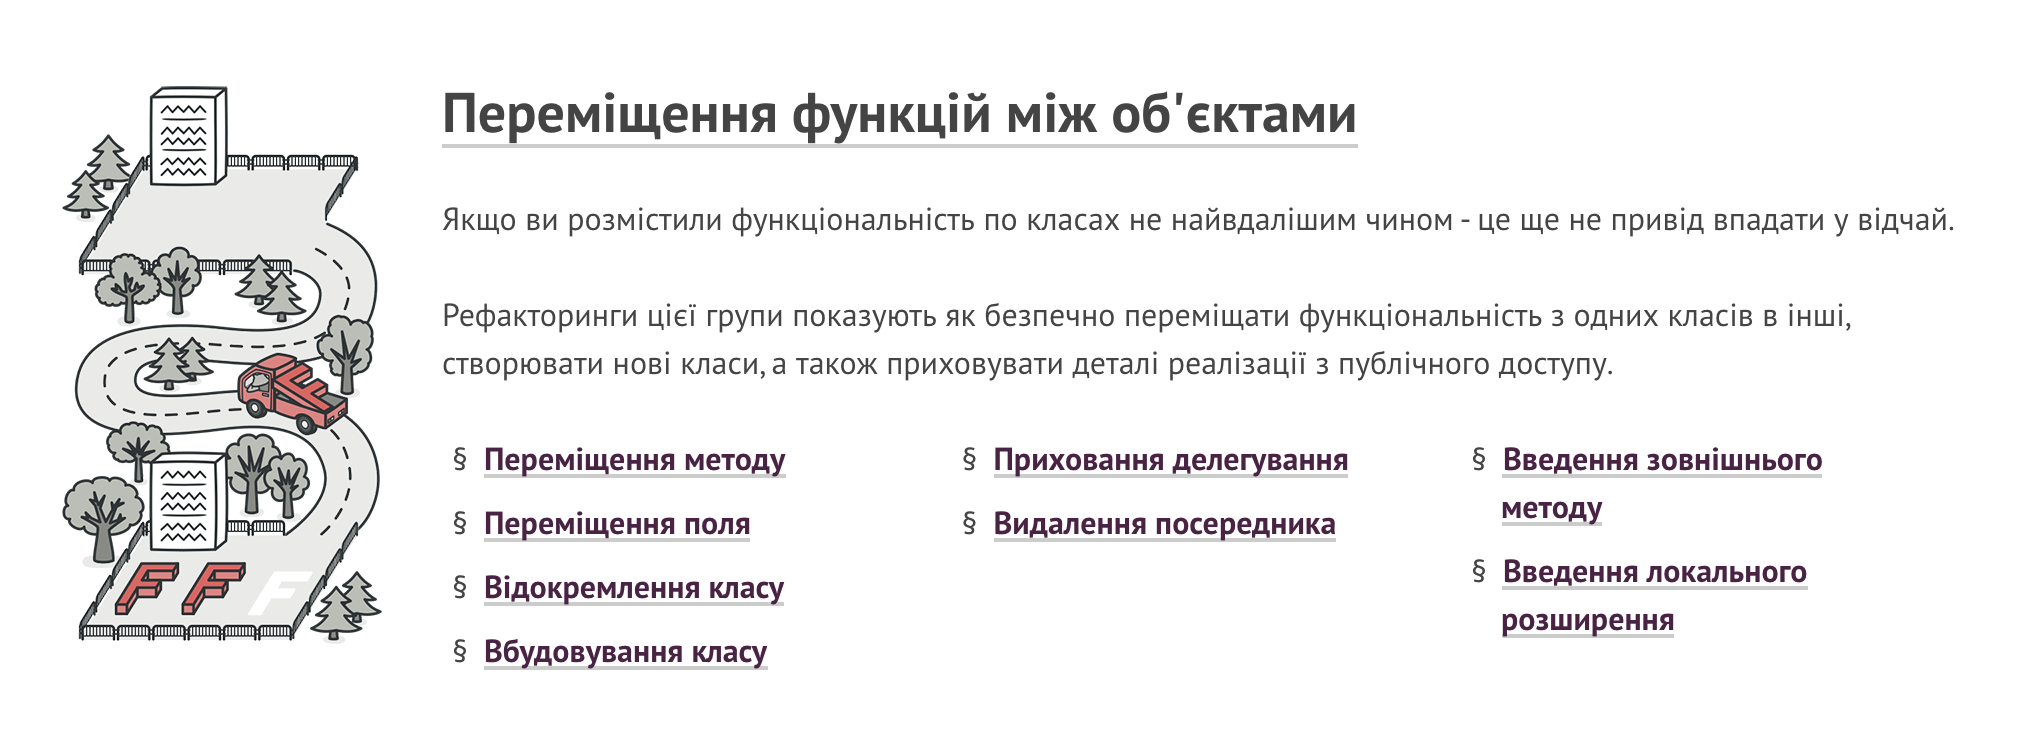 Переміщення функцій між об'єктами
Якщо ви розмістили функціональність по класах не найвдалішим чином - це ще не привід впадати у відчай.
Рефакторинги цієї групи показують як безпечно переміщати функціональність з одних класів в інші,
створювати нові класи, а також приховувати деталі реалізації з публічного доступу.
§ Переміщення методу
§ Переміщення поля
§ Відокремлення класу
§ Вбудовування класу
§ Приховання делегування
§ Видалення посередника
§ Введення зовнішнього
методу
§ Введення локального
розширення
F
F F F